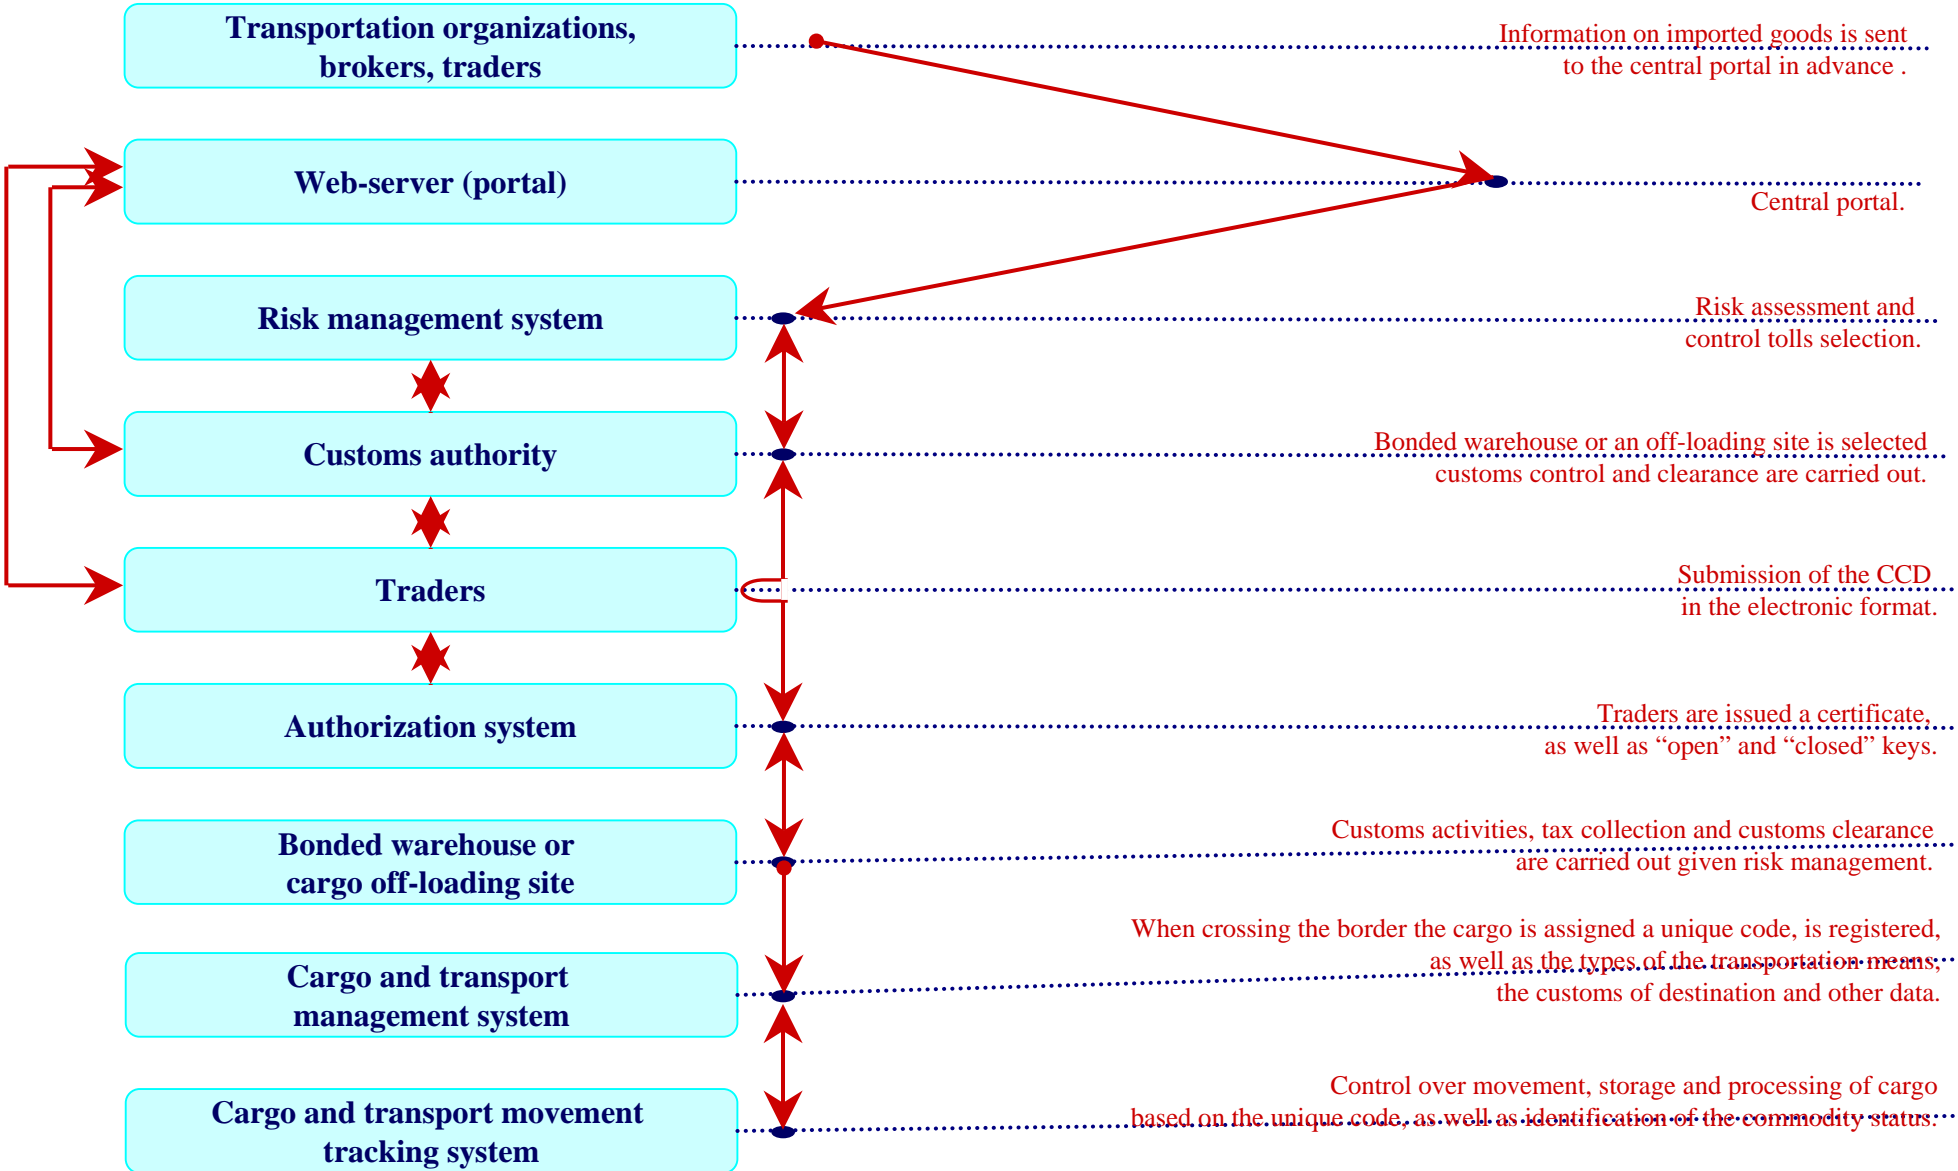 Transportation organizations,
brokers, traders
Information on imported goods is sent
to the central portal in advance .
Web-server (portal)
Central portal.
Risk management system
Risk assessment and
control tolls selection.
Customs authority
Bonded warehouse or an off-loading site is selected
customs control and clearance are carried out.
Traders
Submission of the CCD
in the electronic format.
Authorization system
Traders are issued a certificate,
as well as “open” and “closed” keys.
Bonded warehouse or
cargo off-loading site
Customs activities, tax collection and customs clearance
are carried out given risk management.
Cargo and transport
management system
When crossing the border the cargo is assigned a unique code, is registered,
as well as the types of the transportation means,
the customs of destination and other data.
Cargo and transport movement
tracking system
Control over movement, storage and processing of cargo
based on the unique code, as well as identification of the commodity status.